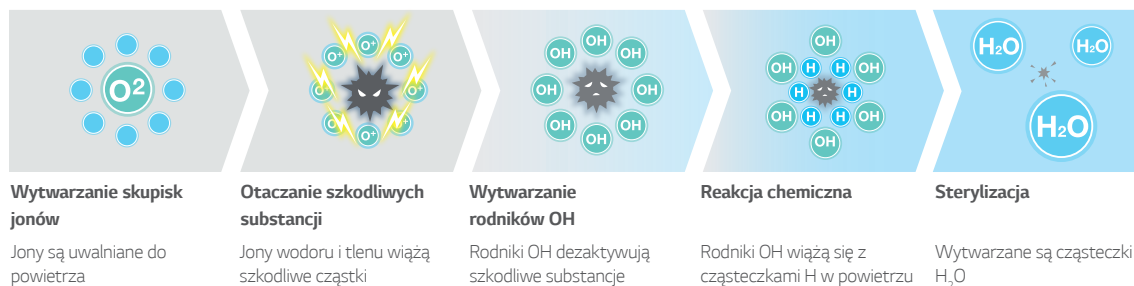 O²
O⁺ O⁺ O⁺
O⁺ O⁺
O⁺ O⁺ O⁺
OH
OH OH
OH OH
OH OH
OH
OH
OH H H OH
H H
OH H H OH
OH
H₂O H₂O
H₂O
Wytwarzanie skupisk
jonów
Jony są uwalniane do
powietrza
Otaczanie szkodliwych
substancji
Jony wodoru i tlenu wiążą
szkodliwe cząstki
Wytwarzanie
rodników OH
Rodniki OH dezaktywują
szkodliwe substancje
Reakcja chemiczna
Rodniki OH wiążą się z
cząsteczkami H w powietrzu
Sterylizacja
Wytwarzane są cząsteczki
H₂O